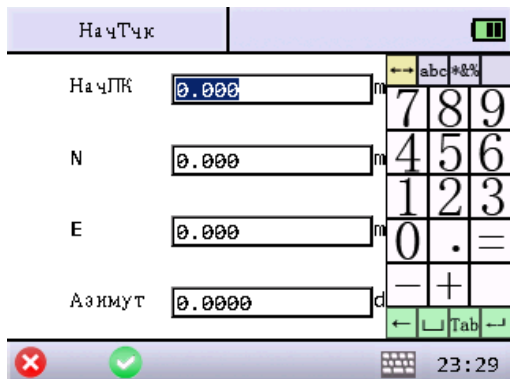 НачТчк
←→ abc *&%
НачПК 0.000 m
7 8 9
N 0.000 m
4 5 6
1 2 3
E 0.000 m
0 . =
- +
Азимут 0.0000 d
← Tab ↵
23:29